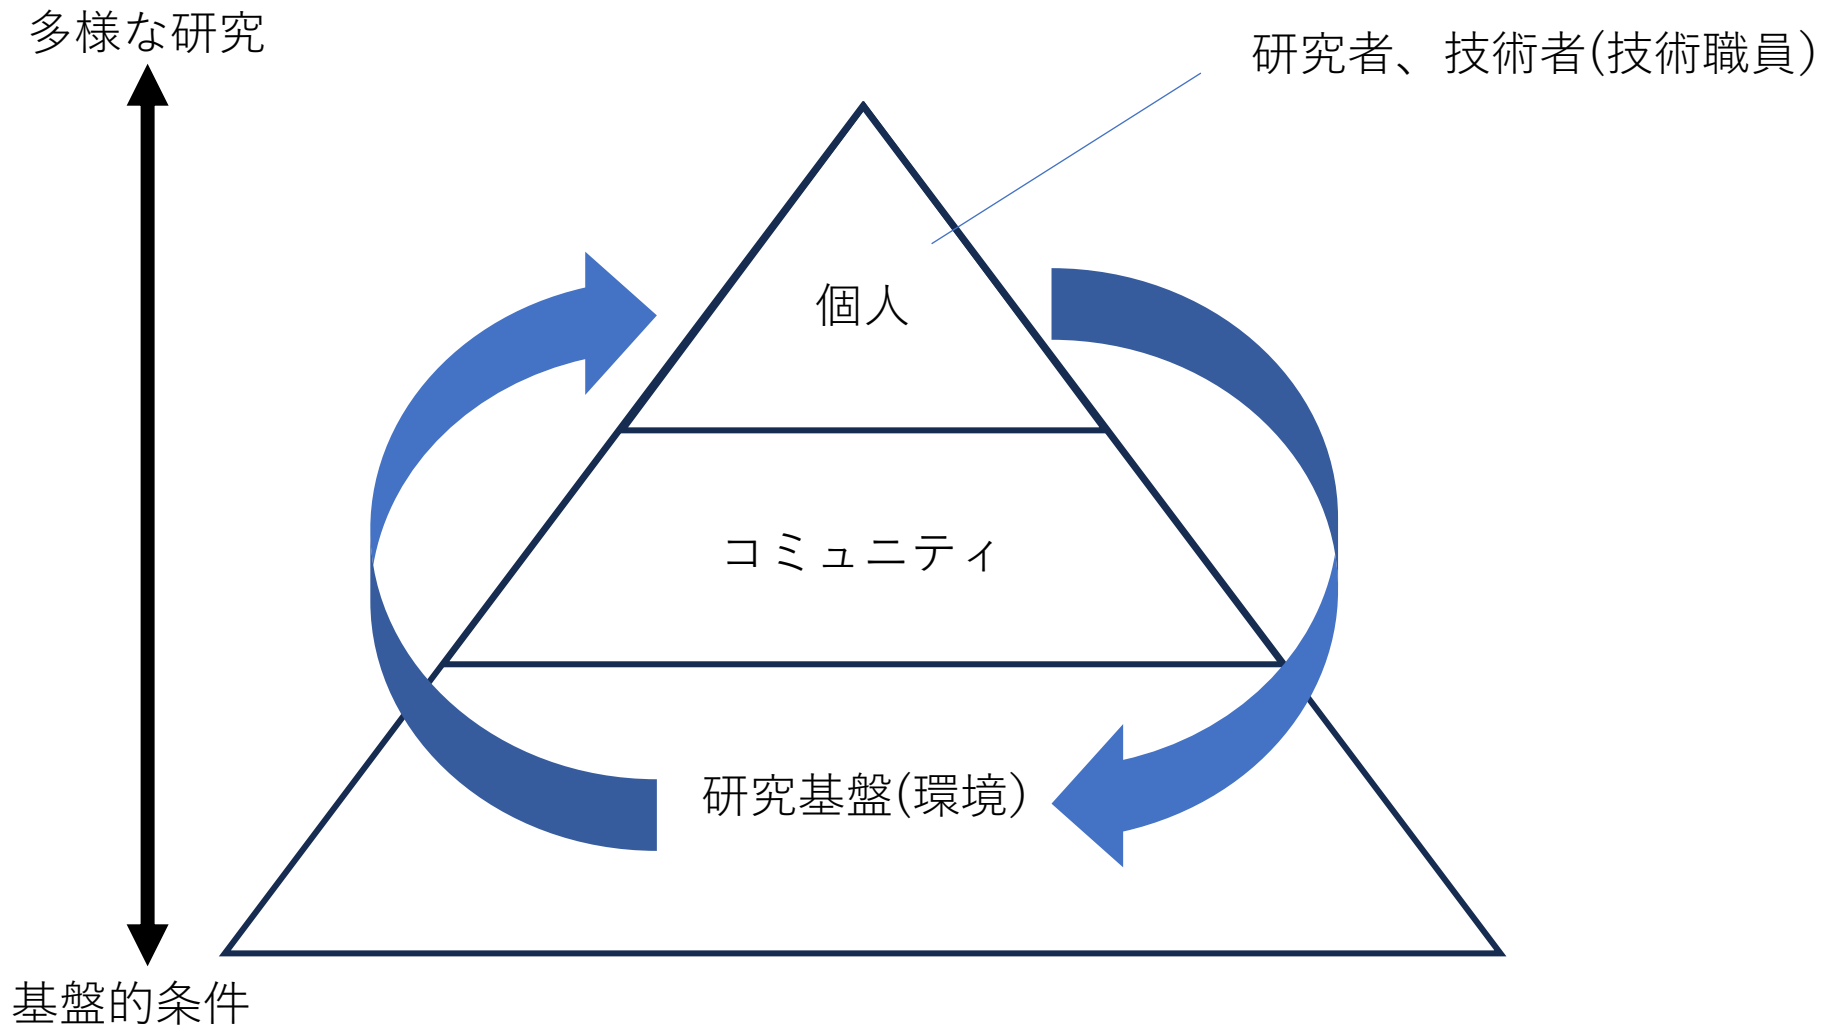 多様な研究
研究者、技術者(技術職員)
個人
コミュニティ
研究基盤(環境)
基盤的条件